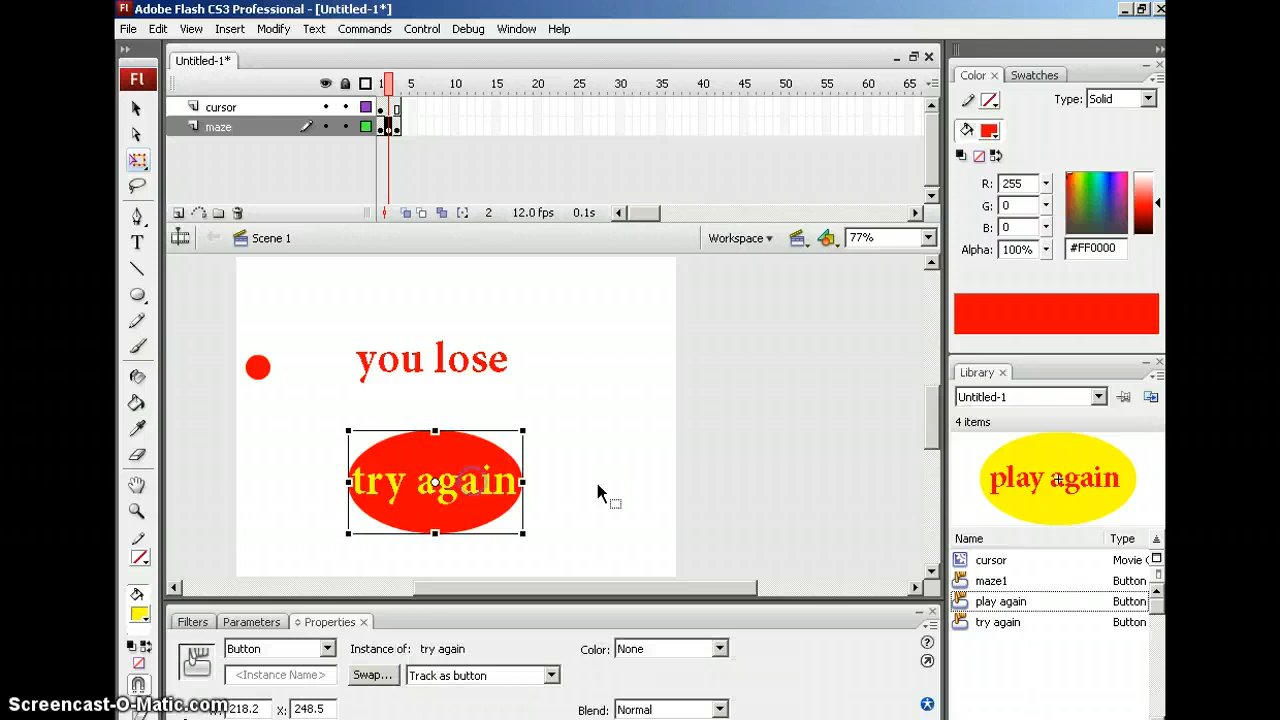 Fl Adobe Flash CS3 Professional - [Untitled-1*]
File Edit View Insert Modify Text Commands Control Debug Window Help
Untitled-1*
Fl
1 5 10 15 20 25 30 35 40 45 50 55 60 65
cursor
maze
2 12.0 fps 0.1s
Scene 1
Workspace
77%
you lose
try again
Color
Swatches
Type: Solid
R: 255
G: 0
B: 0
Alpha: 100%
#FF0000
Library
Untitled-1
4 items
play again
Name Type
cursor Movie C
maze1 Button
play again Button
try again Button
Filters Parameters Properties
Button
Instance of: try again
Color: None
<Instance Name>
Swap...
Track as button
218.2 X: 248.5
Blend: Normal
Screencast-O-Matic.com